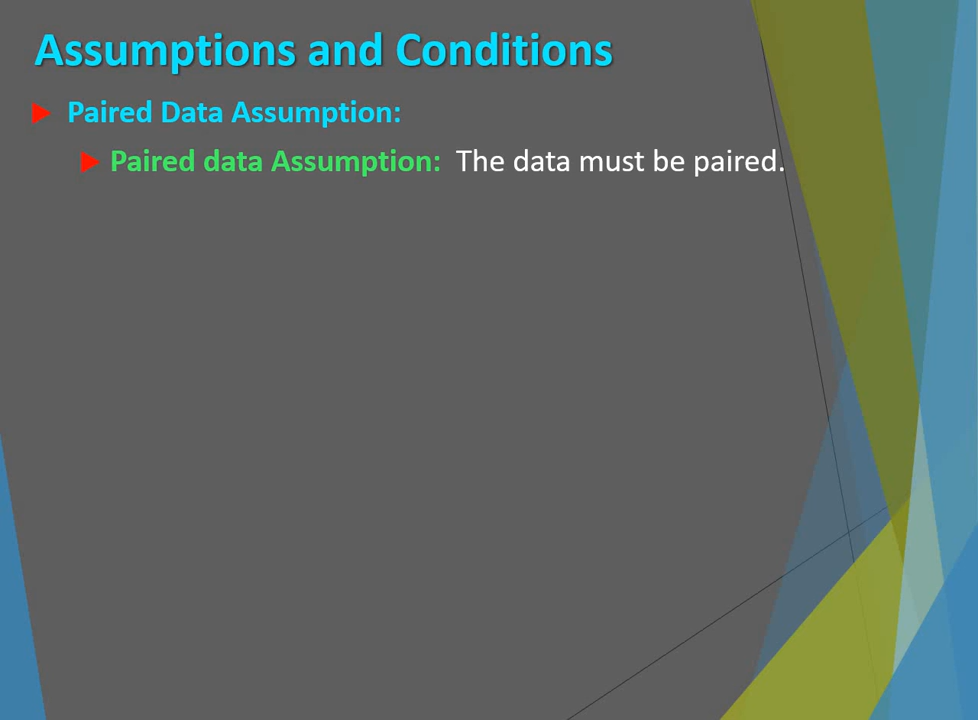 Assumptions and Conditions
Paired Data Assumption:
Paired data Assumption: The data must be paired.